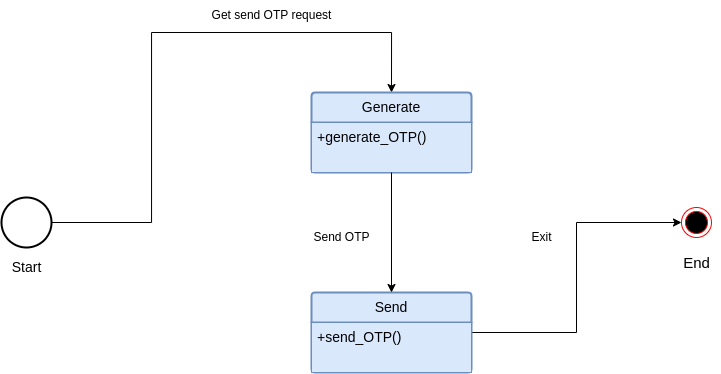 Get send OTP request
Generate
+generate_OTP()
Start
Send OTP
Exit
End
Send
+send_OTP()